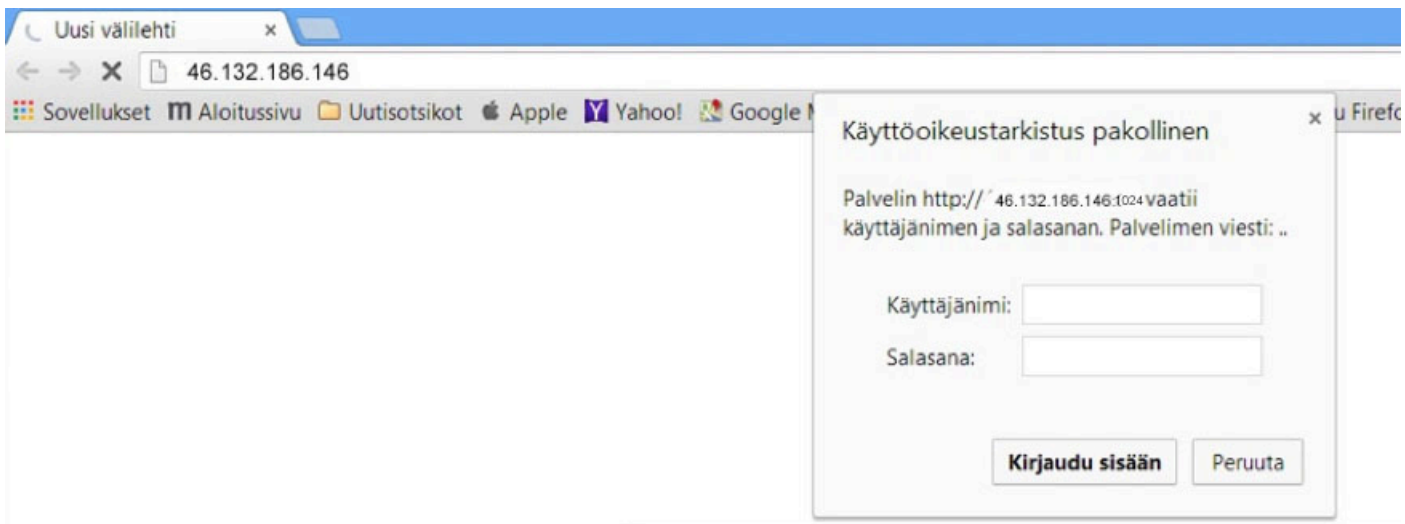 Uusi välilehti ×
46.132.186.146
Sovellukset m Aloitussivu Uutisotsikot Apple Y Yahoo! Google
Käyttöoikeustarkistus pakollinen ×
Palvelin http://´46.132.186.146:1024 vaatii
käyttäjänimen ja salasanan. Palvelimen viesti: ..
Käyttäjänimi:
Salasana:
Kirjaudu sisään Peruuta